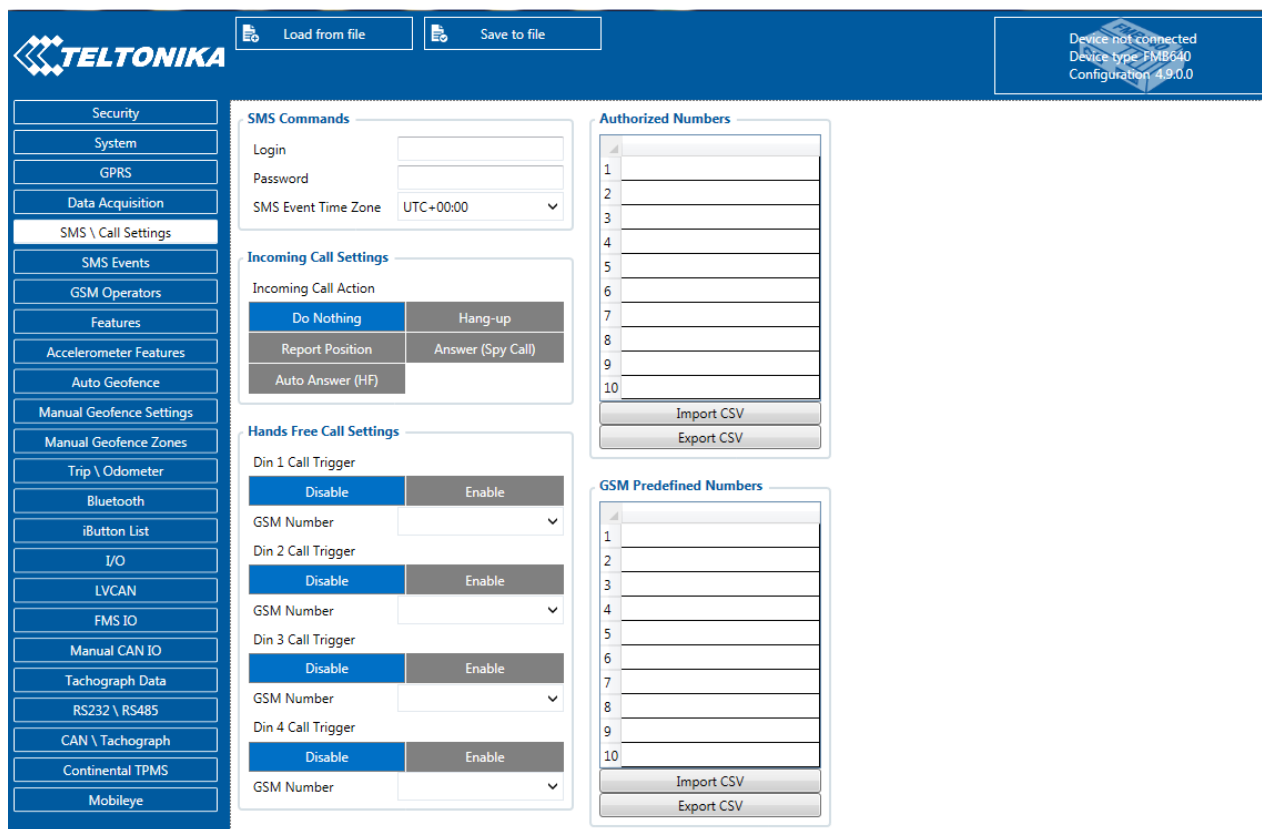 TELTONIKA
Load from file
Save to file
Device not connected
Device type FMB640
Configuration 4.9.0.0
Security
System
GPRS
Data Acquisition
SMS \ Call Settings
SMS Events
GSM Operators
Features
Accelerometer Features
Auto Geofence
Manual Geofence Settings
Manual Geofence Zones
Trip \ Odometer
Bluetooth
iButton List
I/O
LVCAN
FMS IO
Manual CAN IO
Tachograph Data
RS232 \ RS485
CAN \ Tachograph
Continental TPMS
Mobileye
SMS Commands
Login
Password
SMS Event Time Zone UTC+00:00
Incoming Call Settings
Incoming Call Action
Do Nothing Hang-up
Report Position Answer (Spy Call)
Auto Answer (HF)
Hands Free Call Settings
Din 1 Call Trigger
Disable Enable
GSM Number
Din 2 Call Trigger
Disable Enable
GSM Number
Din 3 Call Trigger
Disable Enable
GSM Number
Din 4 Call Trigger
Disable Enable
GSM Number
Authorized Numbers
1
2
3
4
5
6
7
8
9
10
Import CSV
Export CSV
GSM Predefined Numbers
1
2
3
4
5
6
7
8
9
10
Import CSV
Export CSV